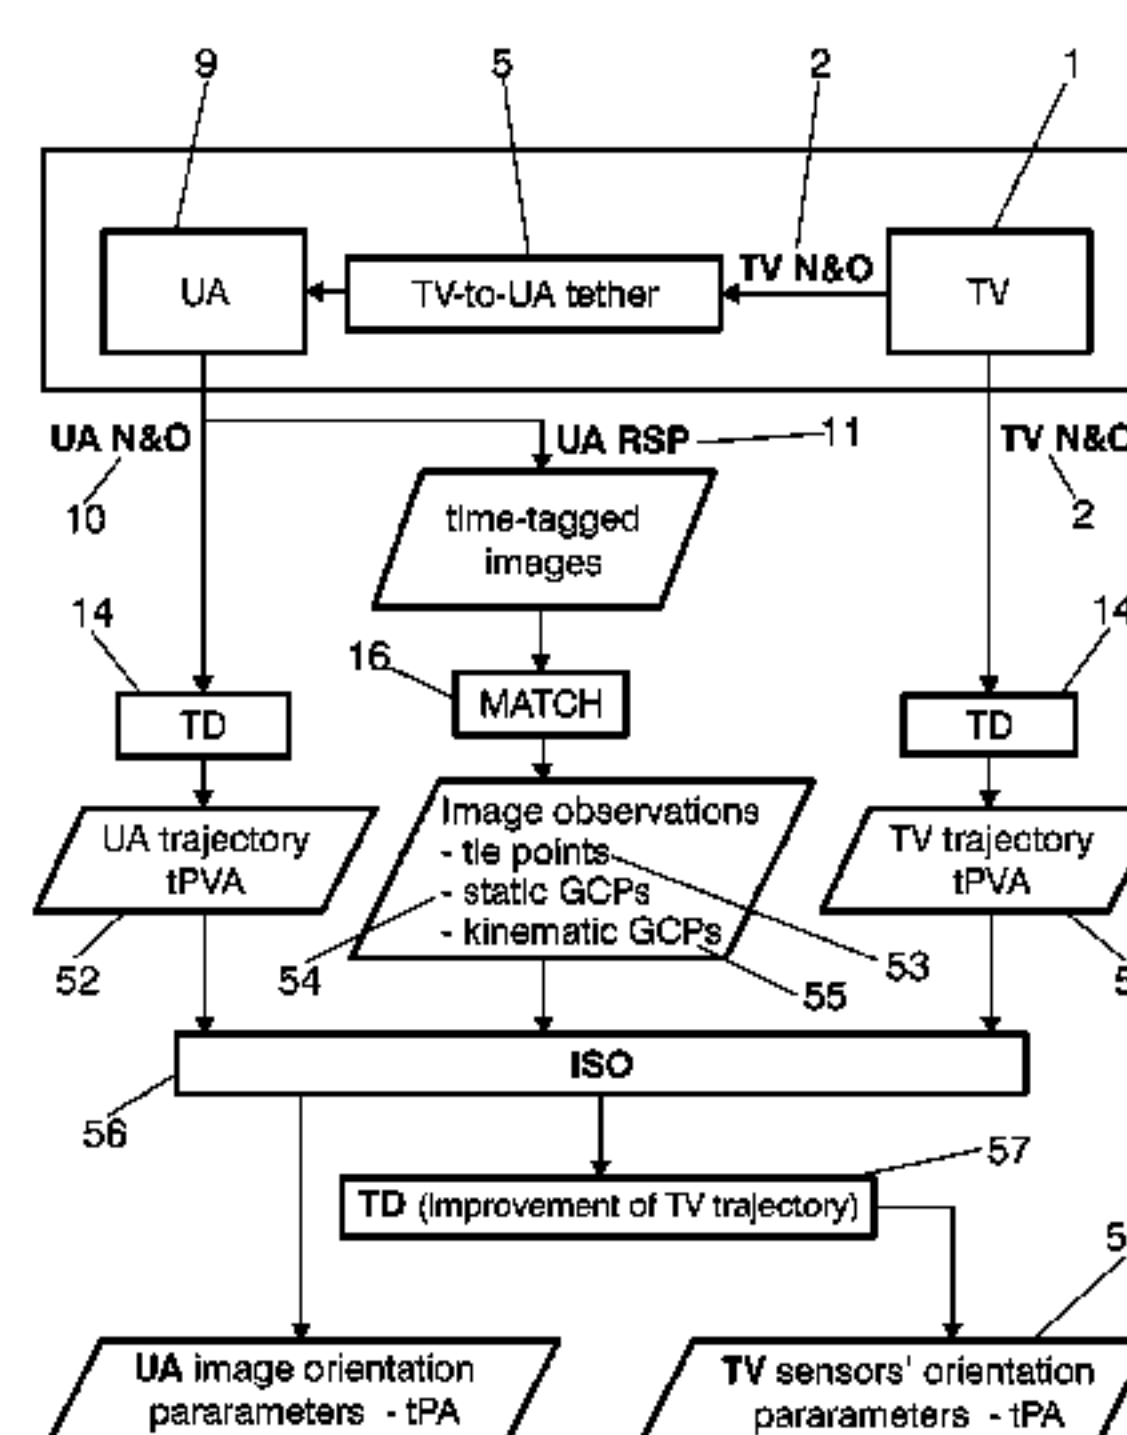 9 5 2 1
TV N&O
UA TV-to-UA tether TV
UA N&O UA RSP 11 TV N&O
10 2
time-tagged
images
14 14
16
MATCH
TD TD
Image observations
- tie points
- static GCPs
- kinematic GCPs
UA trajectory
tPVA
TV trajectory
tPVA
52 54 53
55
ISO
56
57
TD (Improvement of TV trajectory)
UA image orientation
pararameters - tPA
TV sensors' orientation
pararameters - tPA